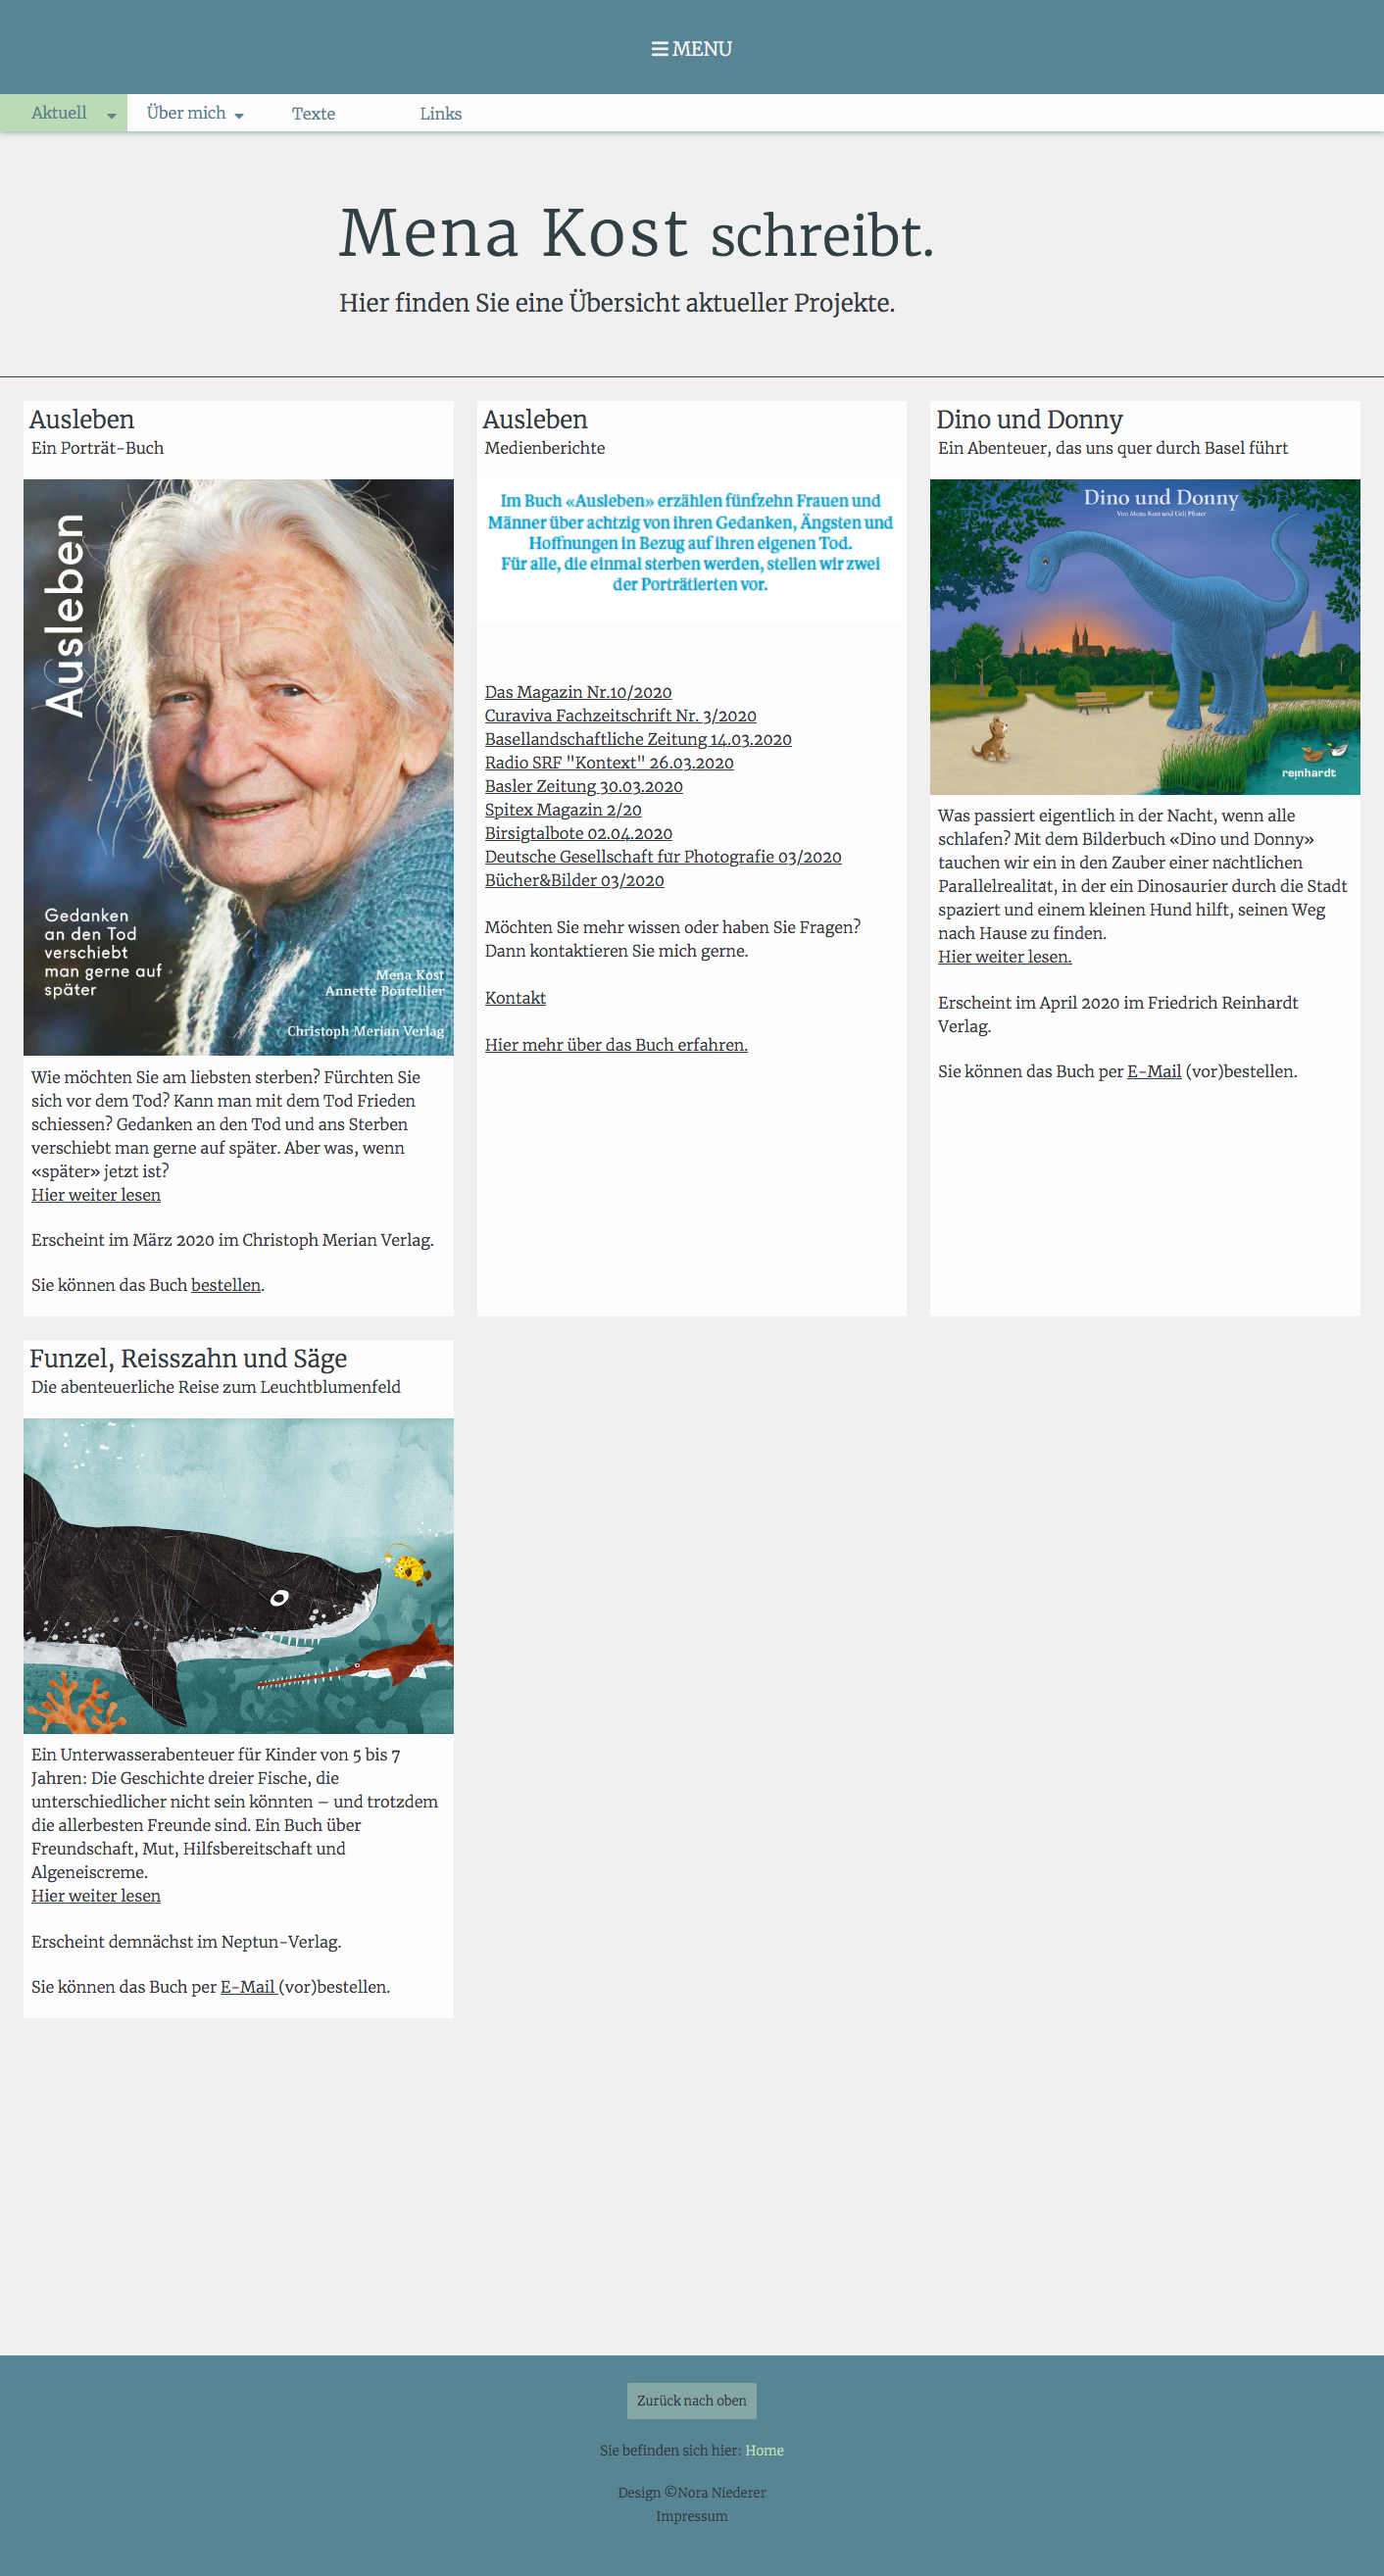 MENU
Aktuell
Über mich
Texte
Links
Mena Kost schreibt.
Hier finden Sie eine Übersicht aktueller Projekte.
Ausleben
Ein Porträt-Buch
Ausleben
Gedanken
an den Tod
verschiebt
man gerne auf
später
Mena Kost
Annette Boutellier
Christoph Merian Verlag
Wie möchten Sie am liebsten sterben? Fürchten Sie
sich vor dem Tod? Kann man mit dem Tod Frieden
schiessen? Gedanken an den Tod und ans Sterben
verschiebt man gerne auf später. Aber was, wenn
«später» jetzt ist?
Hier weiter lesen
Erscheint im März 2020 im Christoph Merian Verlag.
Sie können das Buch bestellen.
Ausleben
Medienberichte
Im Buch «Ausleben» erzählen fünfzehn Frauen und
Männer über achtzig von ihren Gedanken, Ängsten und
Hoffnungen in Bezug auf ihren eigenen Tod.
Für alle, die einmal sterben werden, stellen wir zwei
der Porträtierten vor.
Das Magazin Nr.10/2020
Curaviva Fachzeitschrift Nr. 3/2020
Basellandschaftliche Zeitung 14.03.2020
Radio SRF "Kontext" 26.03.2020
Basler Zeitung 30.03.2020
Spitex Magazin 2/20
Birsigtalbote 02.04.2020
Deutsche Gesellschaft für Photografie 03/2020
Bücher&Bilder 03/2020
Möchten Sie mehr wissen oder haben Sie Fragen?
Dann kontaktieren Sie mich gerne.
Kontakt
Hier mehr über das Buch erfahren.
Dino und Donny
Ein Abenteuer, das uns quer durch Basel führt
Dino und Donny
Von Mena Kost und Ueli Pfister
reinhardt
Was passiert eigentlich in der Nacht, wenn alle
schlafen? Mit dem Bilderbuch «Dino und Donny»
tauchen wir ein in den Zauber einer nächtlichen
Parallelrealität, in der ein Dinosaurier durch die Stadt
spaziert und einem kleinen Hund hilft, seinen Weg
nach Hause zu finden.
Hier weiter lesen.
Erscheint im April 2020 im Friedrich Reinhardt
Verlag.
Sie können das Buch per E-Mail (vor)bestellen.
Funzel, Reisszahn und Säge
Die abenteuerliche Reise zum Leuchtblumenfeld
Ein Unterwasserabenteuer für Kinder von 5 bis 7
Jahren: Die Geschichte dreier Fische, die
unterschiedlicher nicht sein könnten – und trotzdem
die allerbesten Freunde sind. Ein Buch über
Freundschaft, Mut, Hilfsbereitschaft und
Algeneiscreme.
Hier weiter lesen
Erscheint demnächst im Neptun-Verlag.
Sie können das Buch per E-Mail (vor)bestellen.
Zurück nach oben
Sie befinden sich hier: Home
Design ©Nora Niederer
Impressum